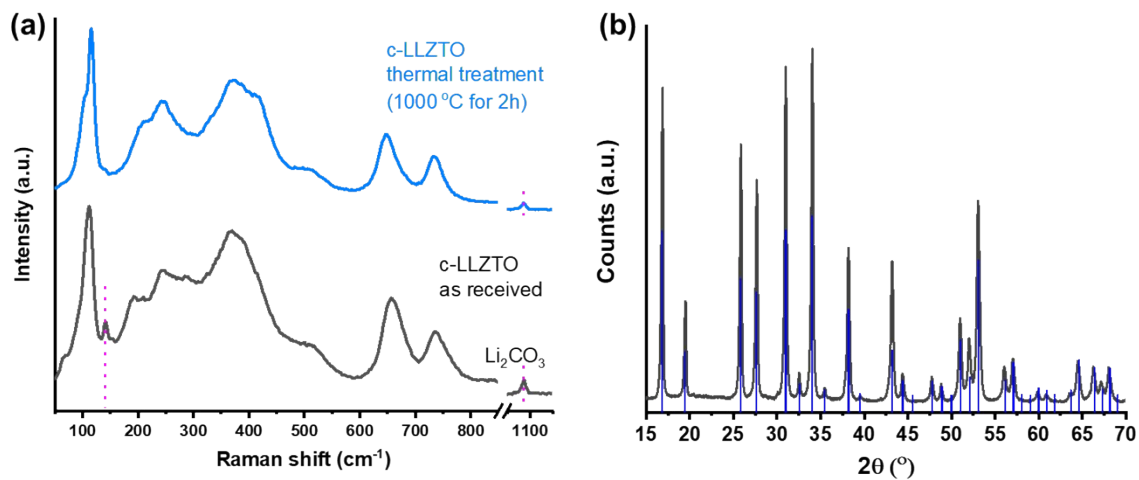 (a)
c-LLZTO
thermal treatment
(1000 °C for 2h)
c-LLZTO
as received
Li₂CO₃
Intensity (a.u.)
100 200 300 400 500 600 700 800 1100
Raman shift (cm⁻¹)
(b)
Counts (a.u.)
15 20 25 30 35 40 45 50 55 60 65 70
2θ (°)